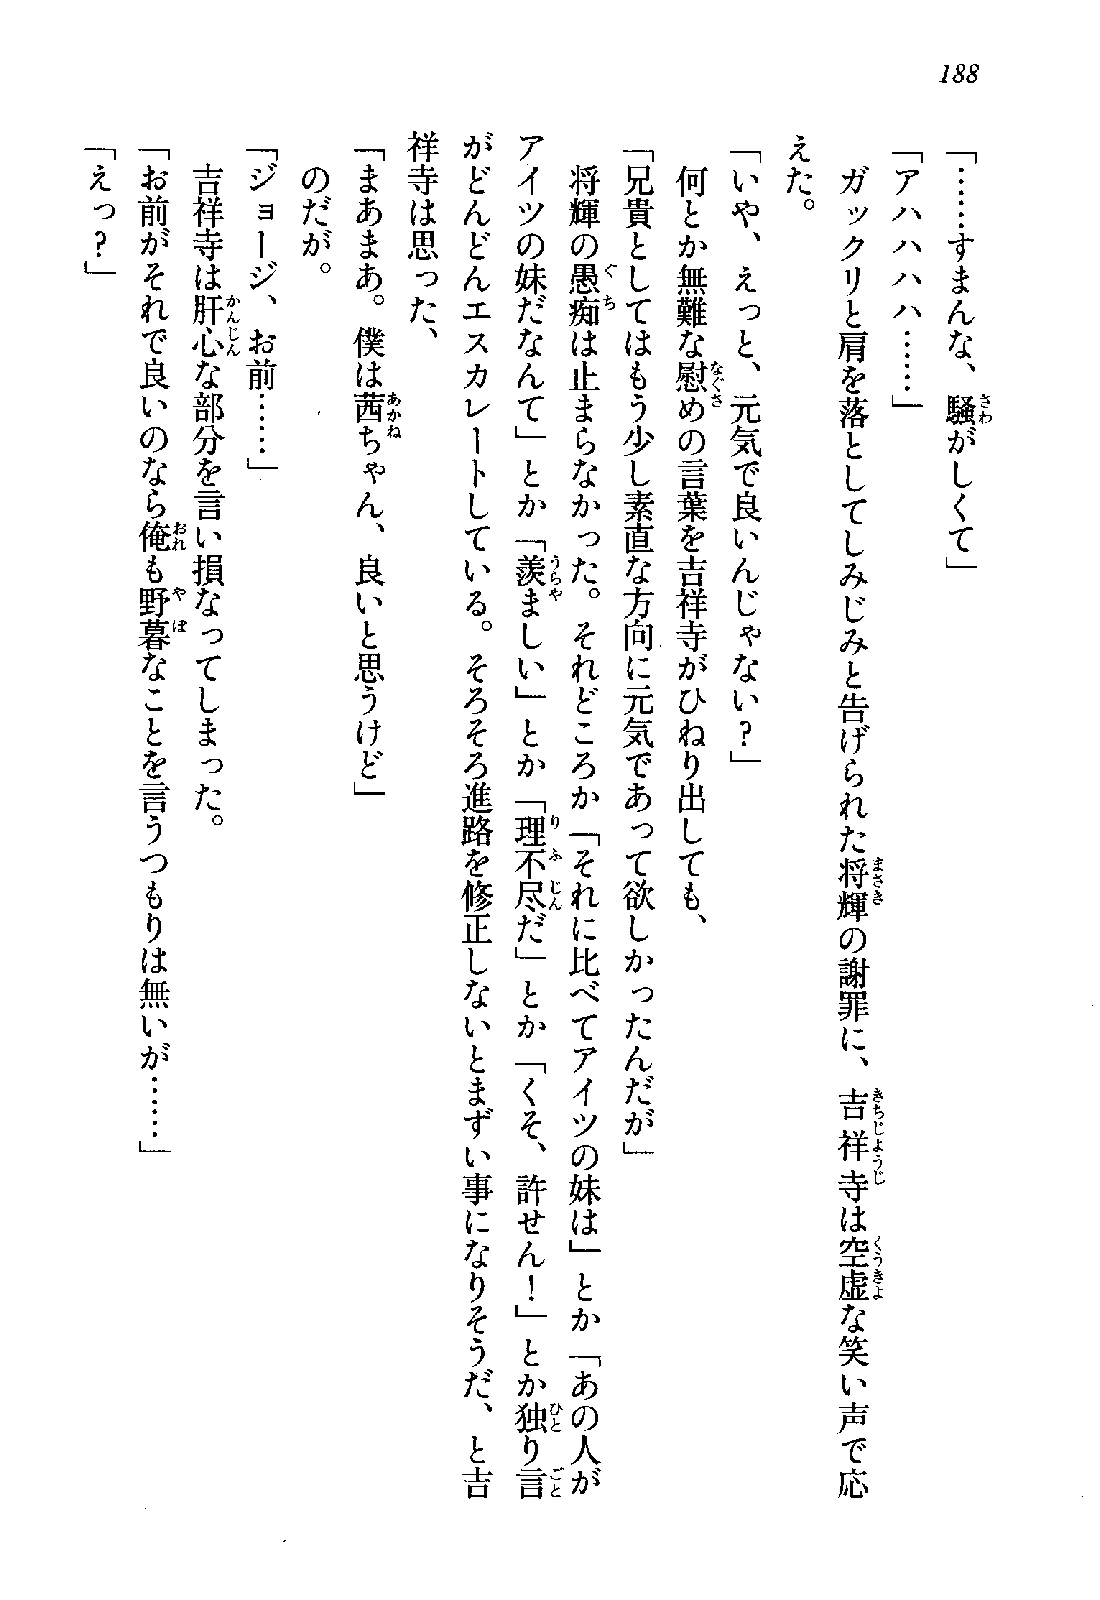 188
「……すまんな、騒がしくて」
「アハハハ……」
ガックリと肩を落としてしみじみと告げられた将輝の謝罪に、吉祥寺は空虚な笑い声で応
えた。
「いや、えっと、元気で良いんじゃない？」
何とか無難な慰めの言葉を吉祥寺がひねり出しても、
「兄貴としてはもう少し素直な方向に元気であって欲しかったんだが」
将輝の愚痴は止まらなかった。それどころか「それに比べてアイツの妹は」とか「あの人が
アイツの妹だなんて」とか「羨ましい」とか「理不尽だ」とか「くそ、許せん！」とか独り言
がどんどんエスカレートしている。そろそろ進路を修正しないとまずい事になりそうだ、と吉
祥寺は思った、
「まあまあ。僕は茜ちゃん、良いと思うけど」
のだが。
「ジョージ、お前……」
吉祥寺は肝心な部分を言い損なってしまった。
「お前がそれで良いのなら俺も野暮なことを言うつもりは無いが……」
「えっ？」